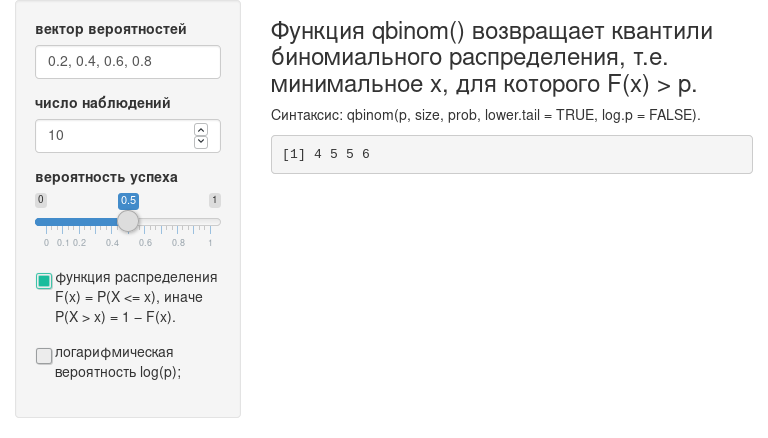 вектор вероятностей
0.2, 0.4, 0.6, 0.8
число наблюдений
10
вероятность успеха
0 0.5 1
0 0.1 0.2 0.4 0.6 0.8 1
функция распределения
F(x) = P(X <= x), иначе
P(X > x) = 1 − F(x).
логарифмическая
вероятность log(p);
Функция qbinom() возвращает квантили
биномиального распределения, т.е.
минимальное x, для которого F(x) > p.
Синтаксис: qbinom(p, size, prob, lower.tail = TRUE, log.p = FALSE).
[1] 4 5 5 6